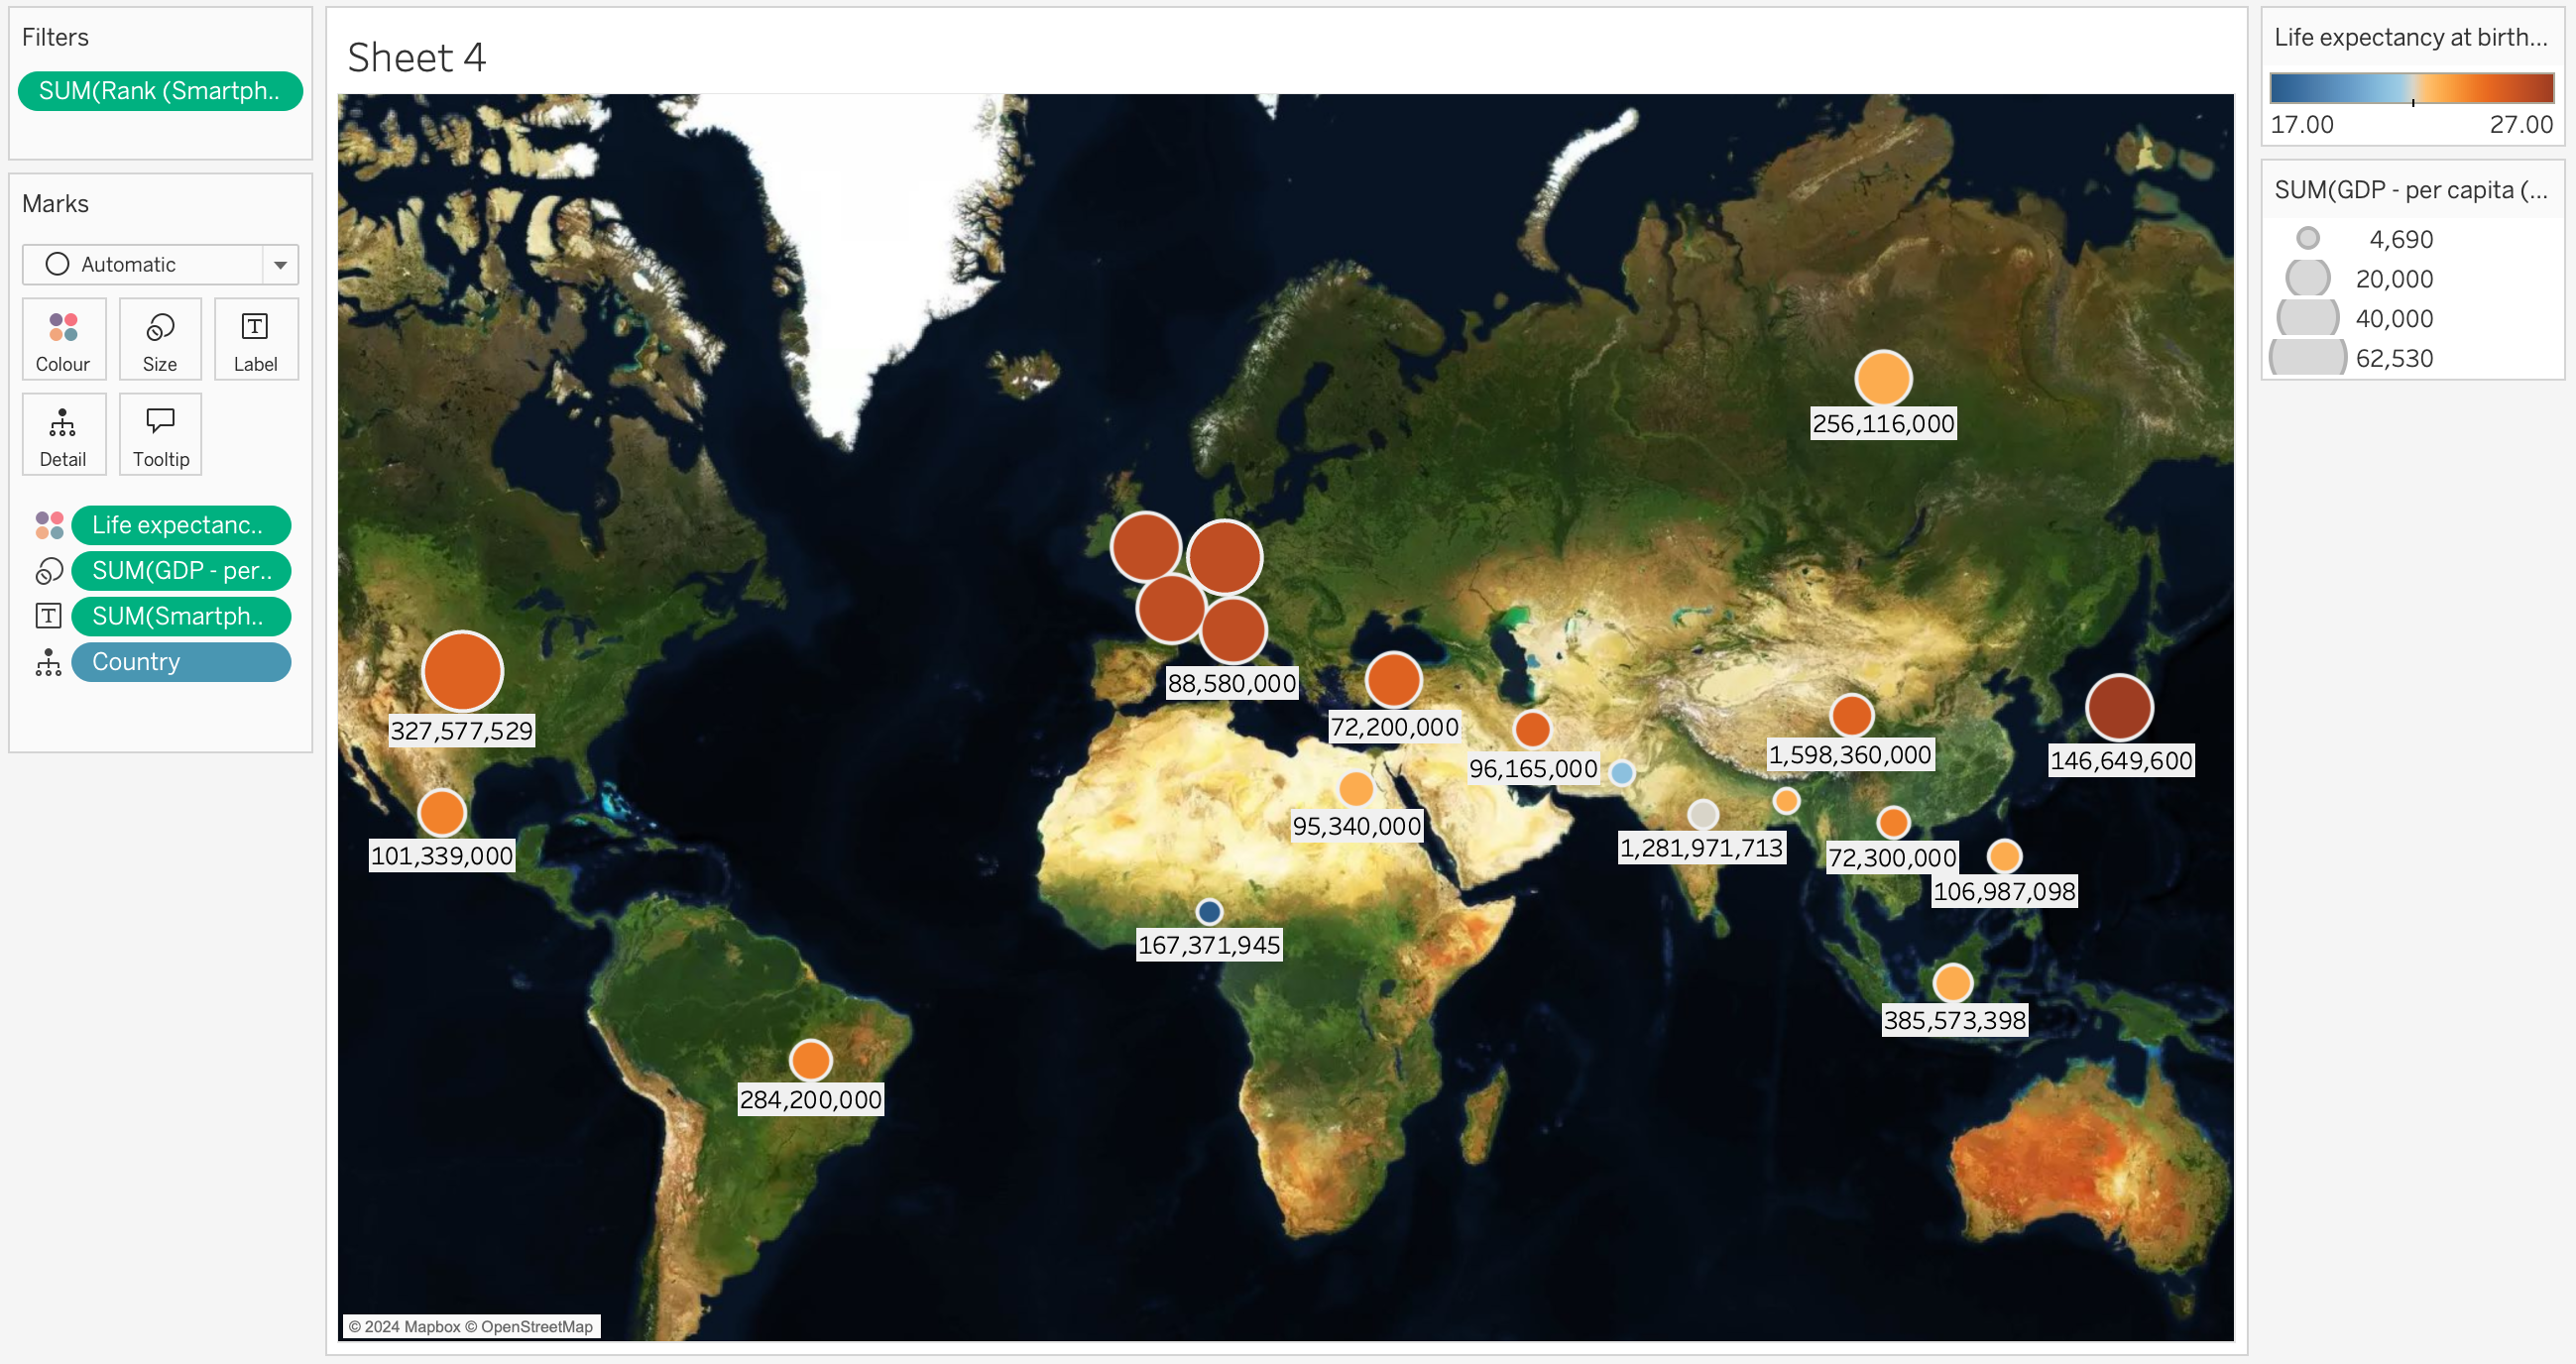 Filters
SUM(Rank (Smartph..
Marks
Automatic
Colour
Size
T
Label
Detail
Tooltip
Life expectanc..
SUM(GDP - per..
T
SUM(Smartph..
Country
Sheet 4
256,116,000
88,580,000
327,577,529
72,200,000
96,165,000
1,598,360,000
146,649,600
95,340,000
101,339,000
1,281,971,713
72,300,000
106,987,098
167,371,945
385,573,398
284,200,000
© 2024 Mapbox © OpenStreetMap
Life expectancy at birth...
17.00
27.00
SUM(GDP - per capita (...
4,690
20,000
40,000
62,530